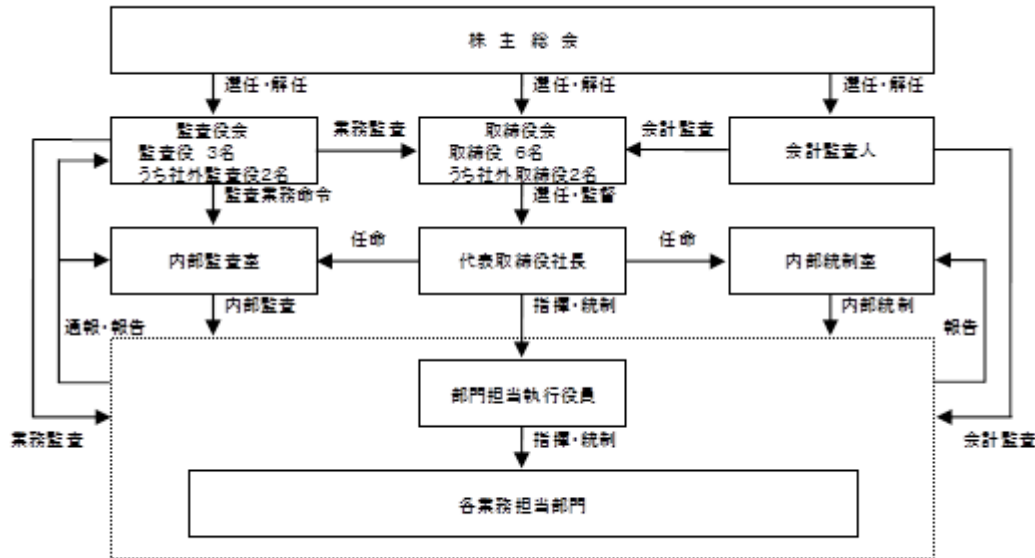 株 主 総 会
選任・解任
選任・解任
選任・解任
監査役会
監査役 3名
うち社外監査役2名
業務監査
取締役会
取締役 6名
うち社外取締役2名
会計監査
会計監査人
監査業務命令
選任・監督
内部監査室
任命
代表取締役社長
任命
内部統制室
内部監査
指揮・統制
内部統制
通報・報告
報告
部門担当執行役員
業務監査
指揮・統制
会計監査
各業務担当部門